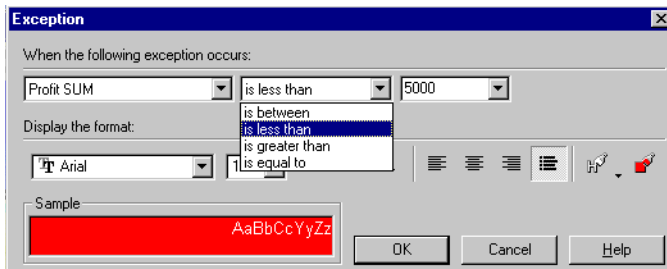 Exception
When the following exception occurs:
Profit SUM is less than 5000
is between
is less than
is greater than
is equal to
Display the format:
Arial
Sample
AaBbCcYyZz
OK Cancel Help